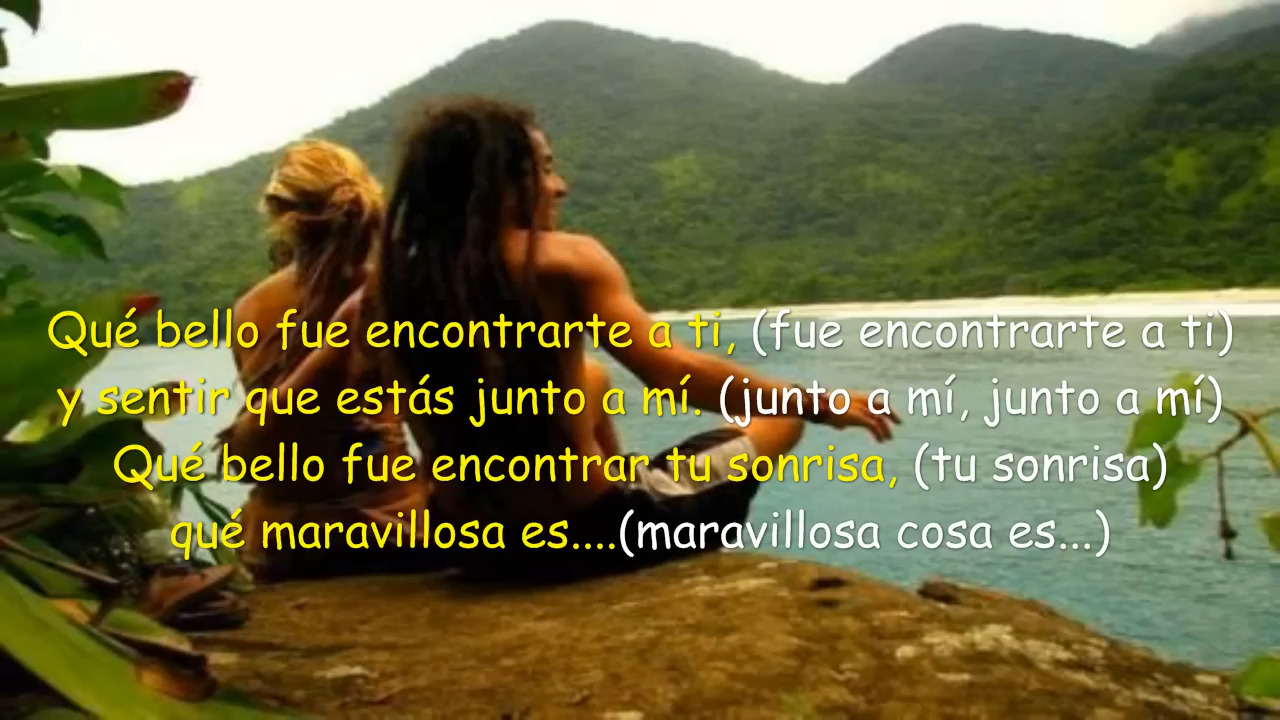 Qué bello fue encontrarte a ti, (fue encontrarte a ti)
y sentir que estás junto a mí. (junto a mí, junto a mí)
Qué bello fue encontrar tu sonrisa, (tu sonrisa)
qué maravillosa es....(maravillosa cosa es...)